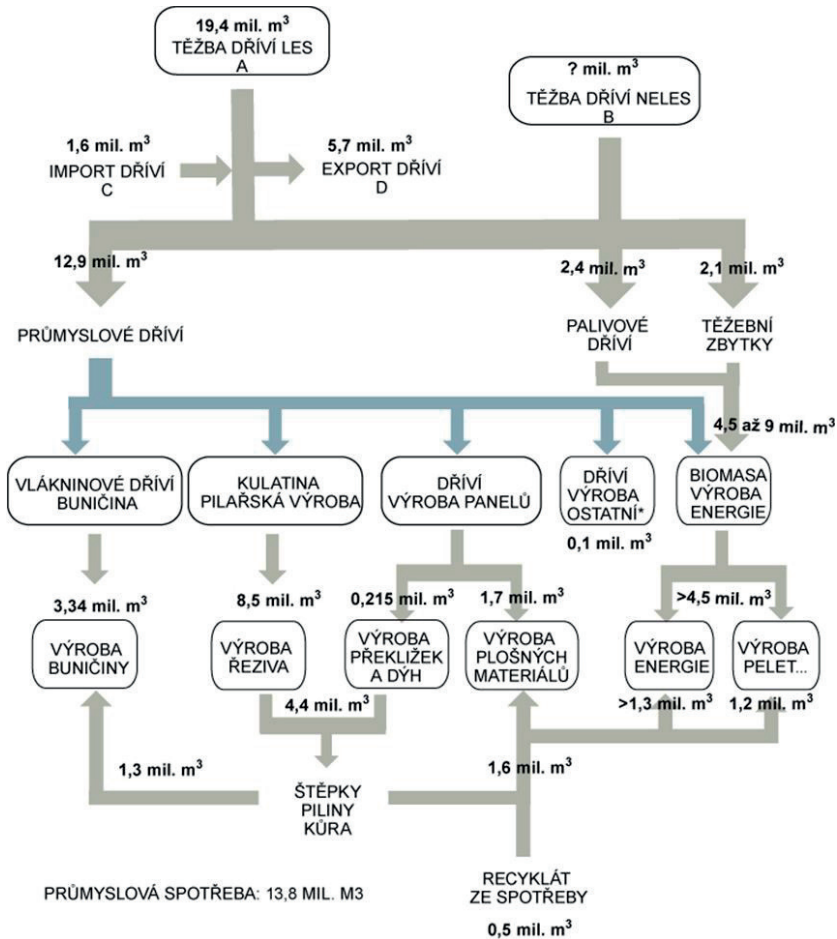 19,4 mil. m³
TĚŽBA DŘÍVÍ LES
A
? mil. m³
TĚŽBA DŘÍVÍ NELES
B
1,6 mil. m³
IMPORT DŘÍVÍ
C
5,7 mil. m³
EXPORT DŘÍVÍ
D
12,9 mil. m³
2,4 mil. m³
2,1 mil. m³
PRŮMYSLOVÉ DŘÍVÍ
PALIVOVÉ
DŘÍVÍ
TĚŽEBNÍ
ZBYTKY
4,5 až 9 mil. m³
VLÁKNINOVÉ DŘÍVÍ
BUNIČINA
KULATINA
PILAŘSKÁ VÝROBA
DŘÍVÍ
VÝROBA PANELŮ
DŘÍVÍ
VÝROBA
OSTATNÍ*
BIOMASA
VÝROBA
ENERGIE
0,1 mil. m³
3,34 mil. m³
8,5 mil. m³
0,215 mil. m³
1,7 mil. m³
>4,5 mil. m³
VÝROBA
BUNIČINY
VÝROBA
ŘEZIVA
VÝROBA
PŘEKLIŽEK
A DÝH
VÝROBA
PLOŠNÝCH
MATERIÁLŮ
VÝROBA
ENERGIE
VÝROBA
PELET...
4,4 mil. m³
>1,3 mil. m³
1,2 mil. m³
1,3 mil. m³
1,6 mil. m³
ŠTĚPKY
PILINY
KŮRA
PRŮMYSLOVÁ SPOTŘEBA: 13,8 MIL. M3
RECYKLÁT
ZE SPOTŘEBY
0,5 mil. m³